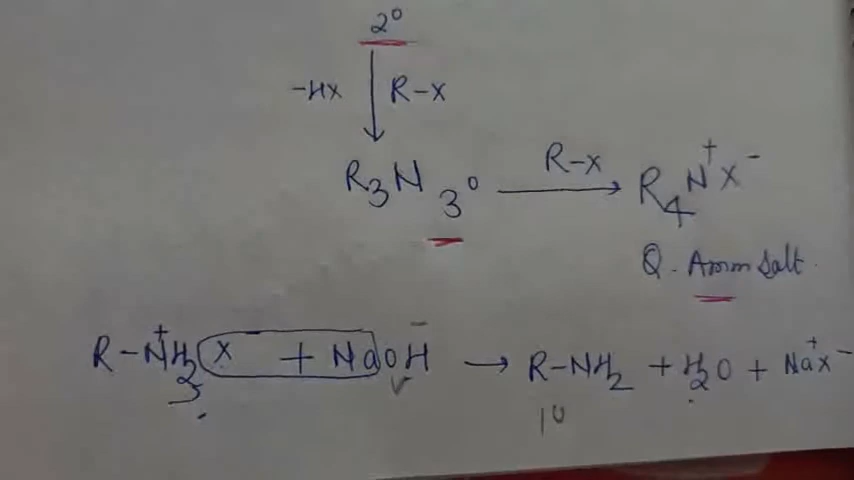 2°
-HX R-X
R3N 3° R-X → R4N+ X-
Q. Amm Salt.
R-N+H3 X- + NaOH → R-NH2 + H2O + Na+X-
1°